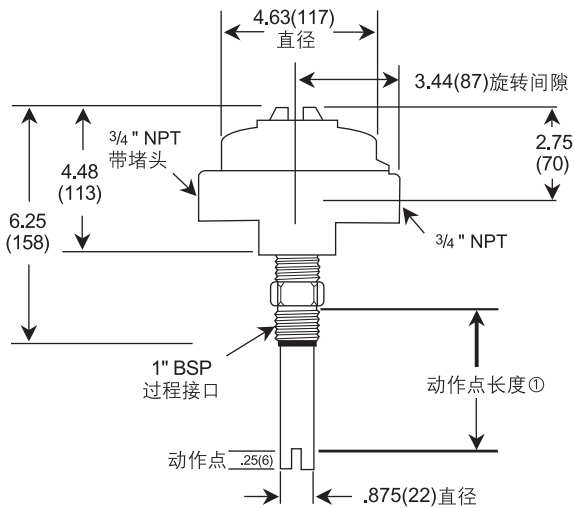 4.63(117)
直径
3.44(87)旋转间隙
3/4 " NPT
带堵头
2.75
(70)
4.48
(113)
6.25
(158)
3/4 " NPT
1" BSP
过程接口
动作点长度①
动作点 .25(6)
.875(22)直径